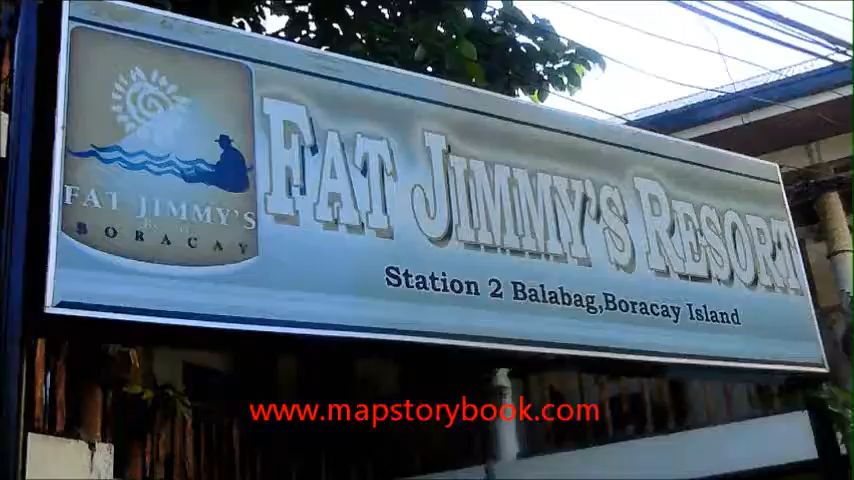 FAT JIMMY'S
BORACAY
FAT JIMMY'S RESORT
Station 2 Balabag,Boracay Island
www.mapstorybook.com